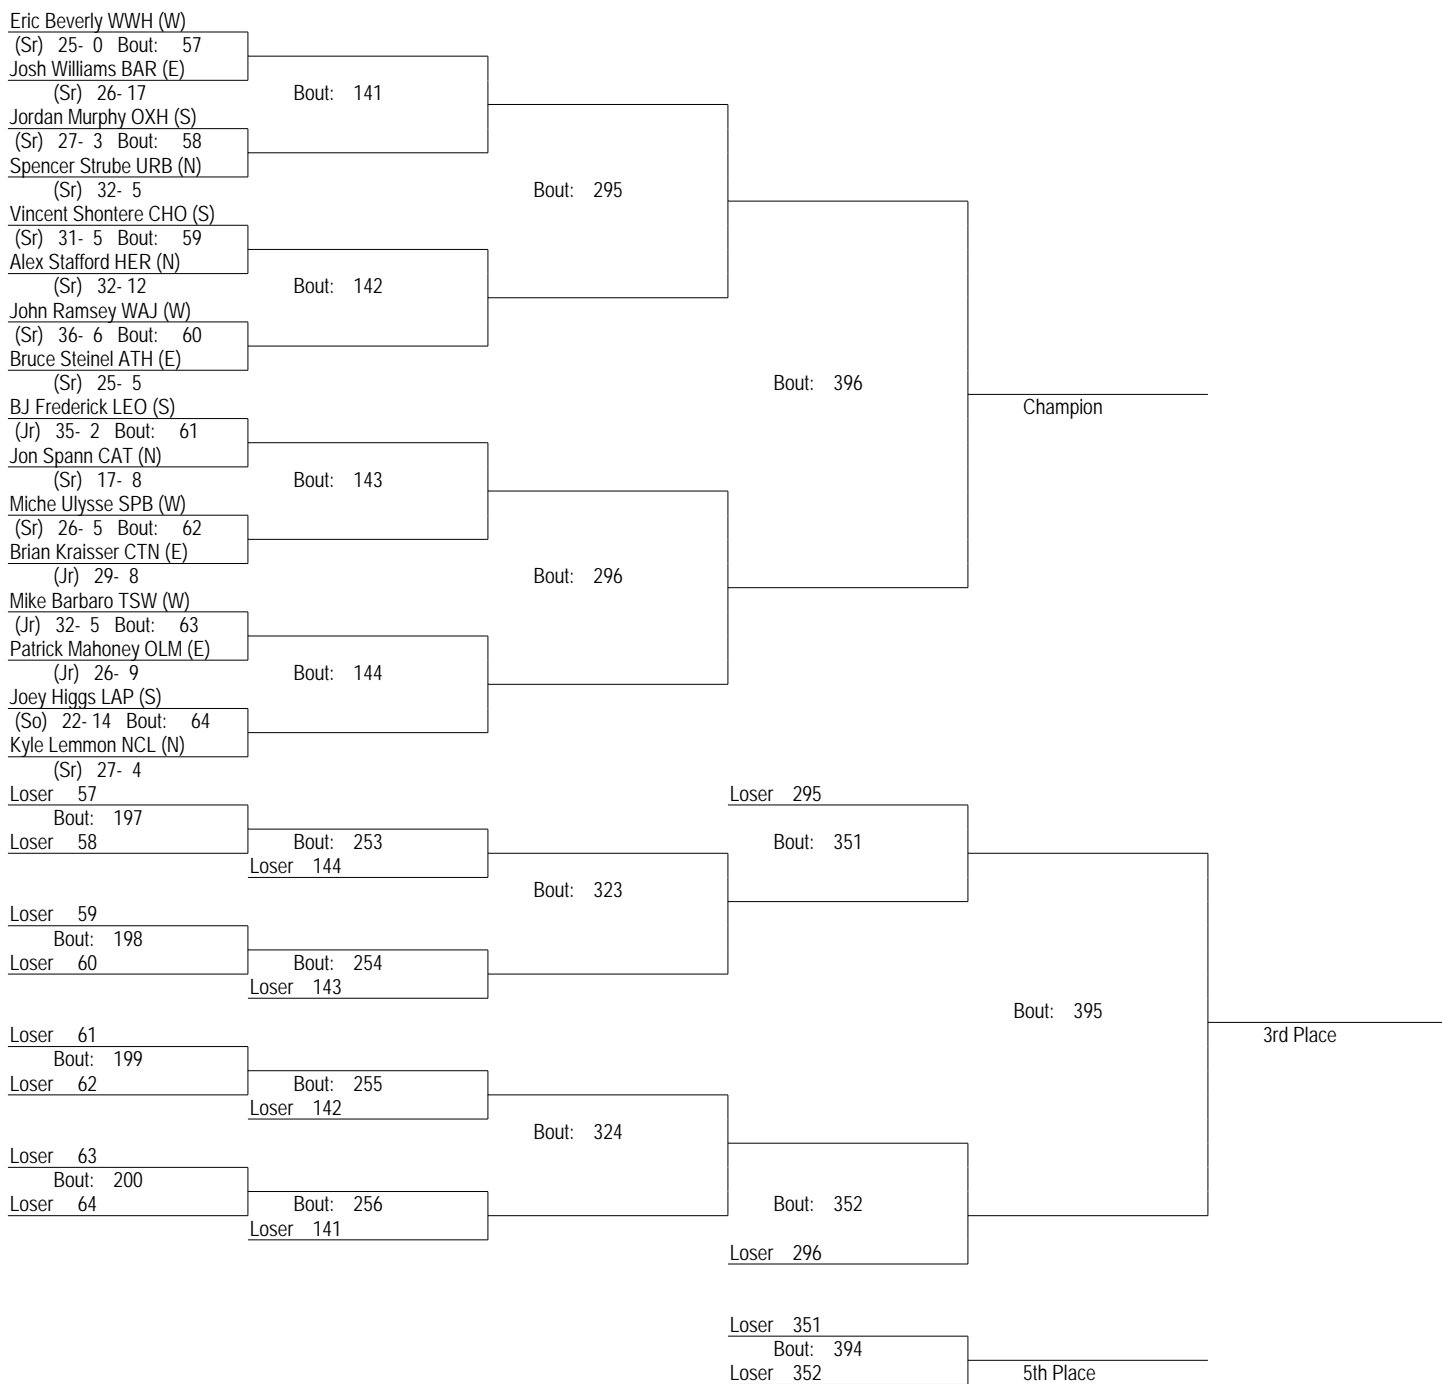 Eric Beverly WWH (W)
(Sr) 25- 0 Bout: 57
Josh Williams BAR (E)
(Sr) 26- 17 Bout: 141
Jordan Murphy OXH (S)
(Sr) 27- 3 Bout: 58
Spencer Strube URB (N)
(Sr) 32- 5 Bout: 295
Vincent Shontere CHO (S)
(Sr) 31- 5 Bout: 59
Alex Stafford HER (N)
(Sr) 32- 12 Bout: 142
John Ramsey WAJ (W)
(Sr) 36- 6 Bout: 60
Bruce Steinel ATH (E)
(Sr) 25- 5 Bout: 396
BJ Frederick LEO (S) Champion
(Jr) 35- 2 Bout: 61
Jon Spann CAT (N)
(Sr) 17- 8 Bout: 143
Miche Ulysse SPB (W)
(Sr) 26- 5 Bout: 62
Brian Kraisser CTN (E)
(Jr) 29- 8 Bout: 296
Mike Barbaro TSW (W)
(Jr) 32- 5 Bout: 63
Patrick Mahoney OLM (E)
(Jr) 26- 9 Bout: 144
Joey Higgs LAP (S)
(So) 22- 14 Bout: 64
Kyle Lemmon NCL (N)
(Sr) 27- 4
Loser 57 Loser 295
Bout: 197
Loser 58 Bout: 253 Bout: 351
Loser 144
Bout: 323
Loser 59
Bout: 198
Loser 60 Bout: 254
Loser 143
Bout: 395
Loser 61 3rd Place
Bout: 199
Loser 62 Bout: 255
Loser 142
Bout: 324
Loser 63
Bout: 200
Loser 64 Bout: 256 Bout: 352
Loser 141
Loser 296
Loser 351
Bout: 394
Loser 352 5th Place